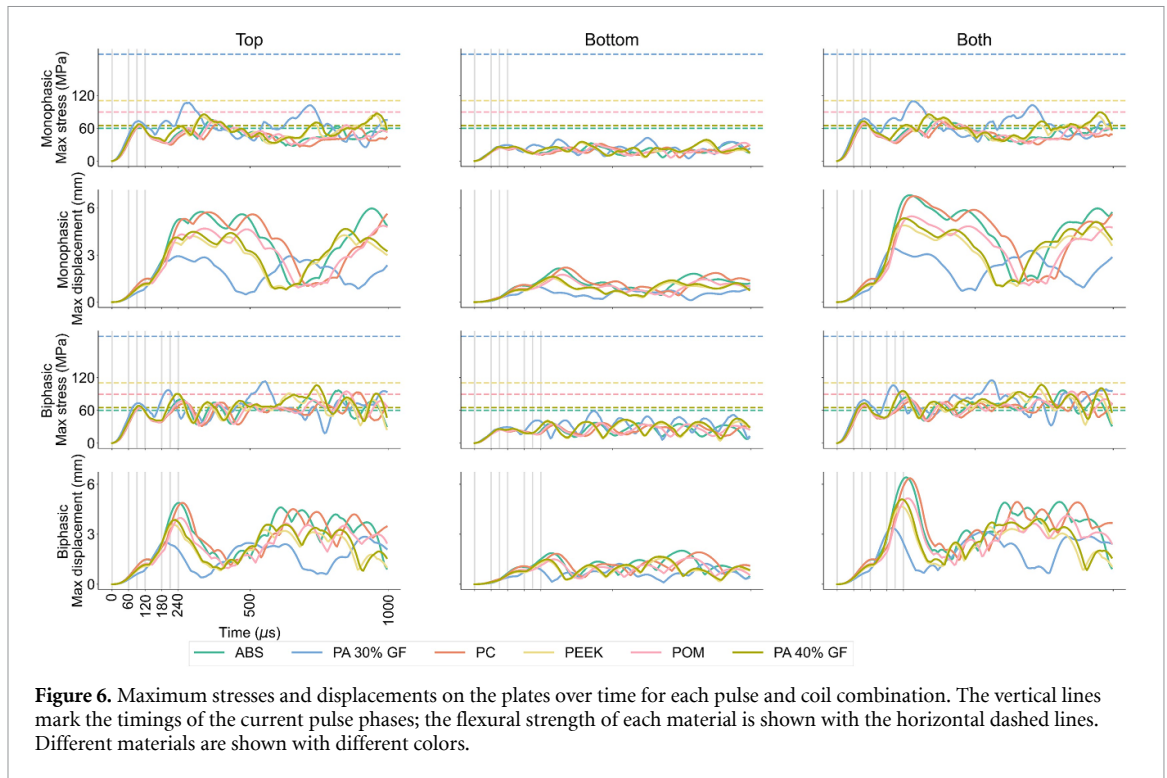 Top
Bottom
Both
Monophasic
Max stress (MPa)
120
60
0
Monophasic
Max displacement (mm)
6
3
0
Biphasic
Max stress (MPa)
120
60
0
Biphasic
Max displacement (mm)
6
3
0
0
60
120
180
240
500
1000
Time (μs)
ABS
PA 30% GF
PC
PEEK
POM
PA 40% GF
Figure 6. Maximum stresses and displacements on the plates over time for each pulse and coil combination. The vertical lines
mark the timings of the current pulse phases; the flexural strength of each material is shown with the horizontal dashed lines.
Different materials are shown with different colors.